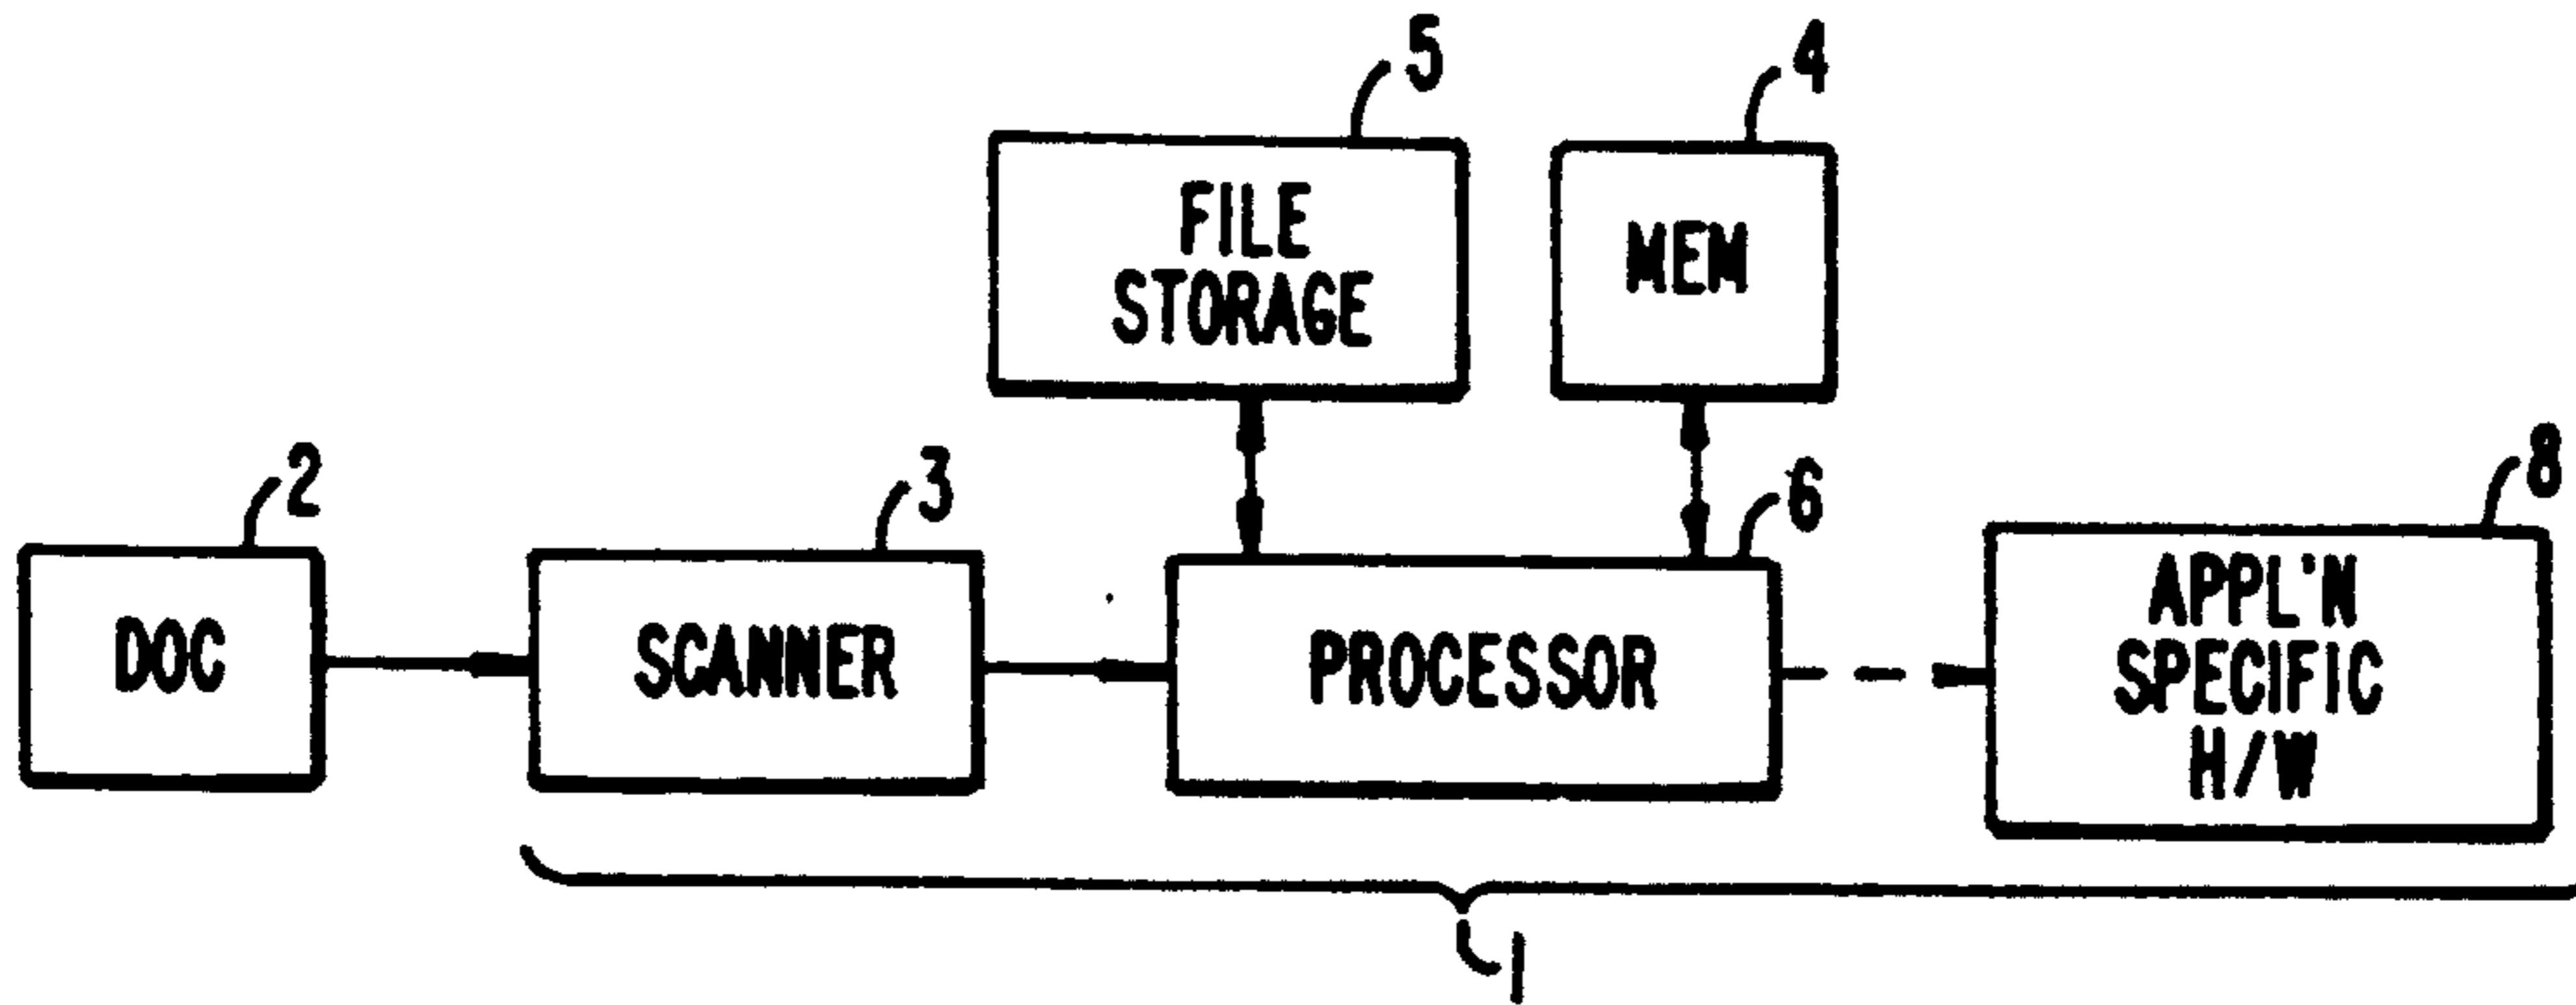 5
4
FILE
STORAGE
MEM
2
3
6
8
DOC
SCANNER
PROCESSOR
APPL'N
SPECIFIC
H/W
1